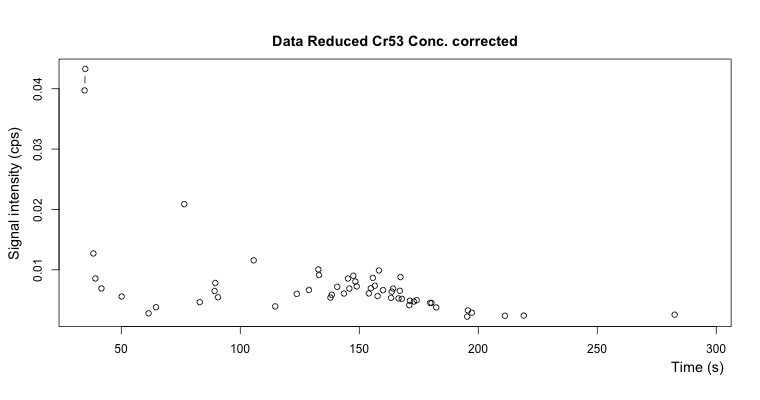 Data Reduced Cr53 Conc. corrected
Signal intensity (cps)
0.04
0.03
0.02
0.01
50 100 150 200 250 300
Time (s)